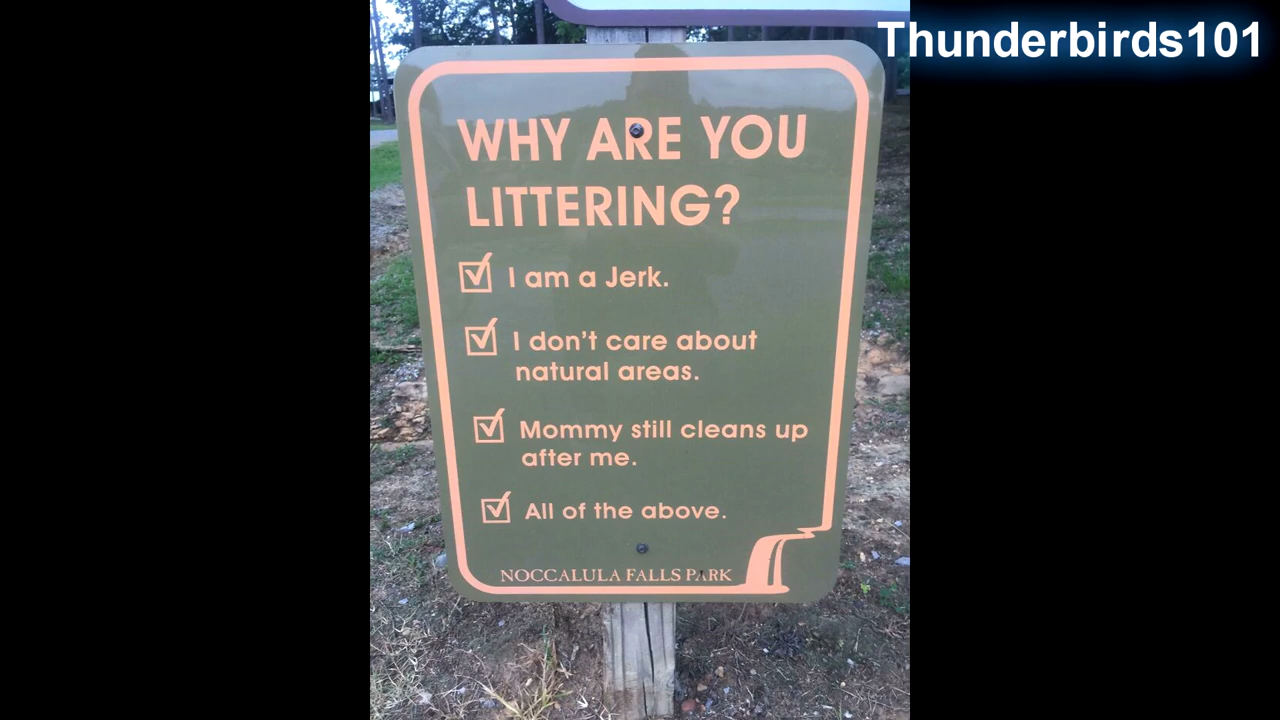 Thunderbirds101
WHY ARE YOU
LITTERING?
I am a Jerk.
I don't care about
natural areas.
Mommy still cleans up
after me.
All of the above.
NOCCALULA FALLS PARK